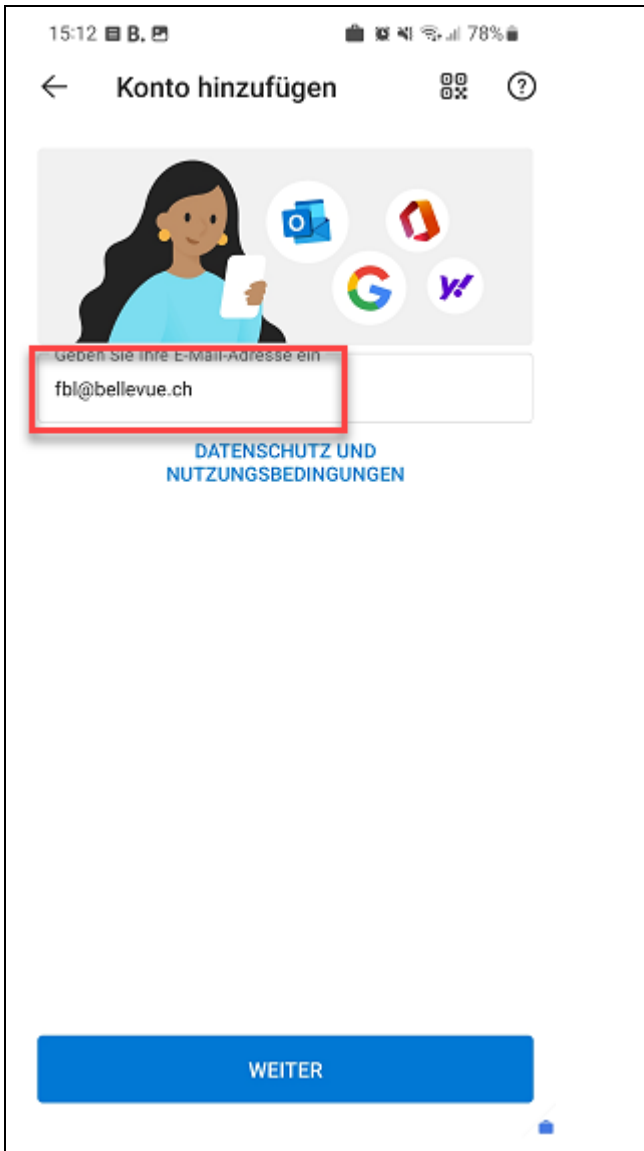 15:12 B. 78%
Konto hinzufügen
Geben Sie Ihre E-Mail-Adresse ein
fbl@bellevue.ch
DATENSCHUTZ UND
NUTZUNGSBEDINGUNGEN
WEITER